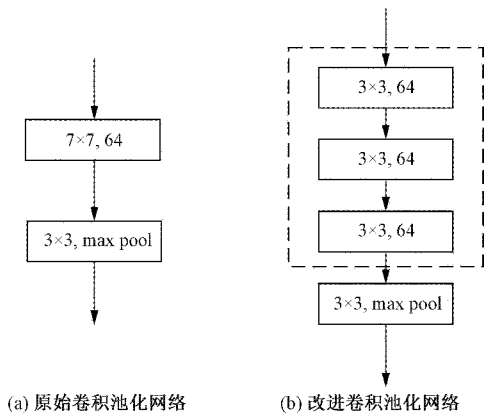 7×7, 64
3×3, max pool
(a) 原始卷积池化网络
3×3, 64
3×3, 64
3×3, 64
3×3, max pool
(b) 改进卷积池化网络